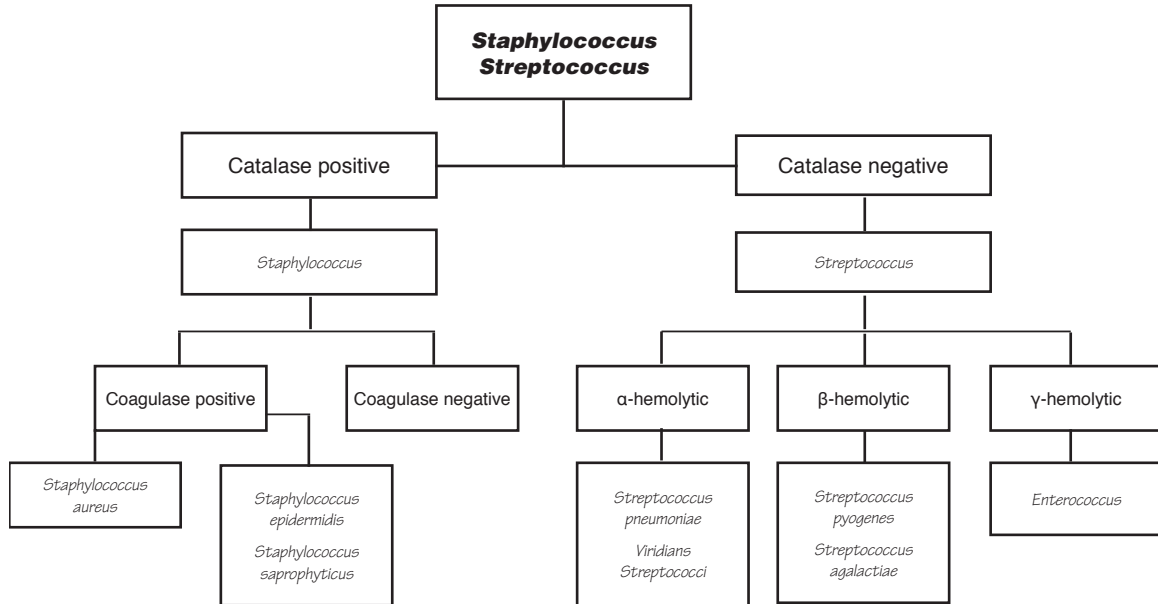 Staphylococcus
Streptococcus
Catalase positive
Catalase negative
Staphylococcus
Streptococcus
Coagulase positive
Coagulase negative
α-hemolytic
β-hemolytic
γ-hemolytic
Staphylococcus
aureus
Staphylococcus
epidermidis
Staphylococcus
saprophyticus
Streptococcus
pneumoniae
Viridians
Streptococci
Streptococcus
pyogenes
Streptococcus
agalactiae
Enterococcus